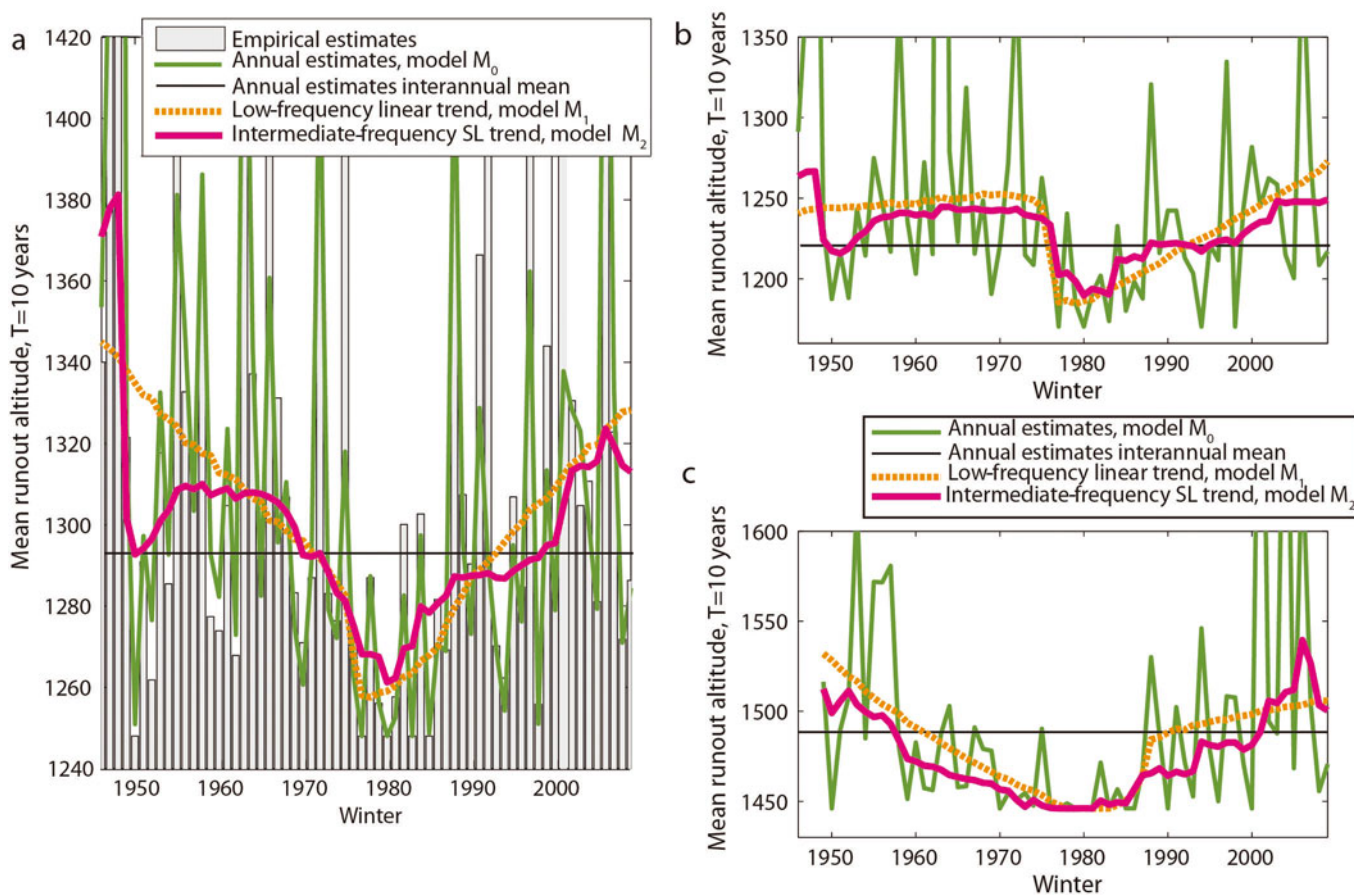 a
Mean runout altitude, T=10 years
1420
1400
1380
1360
1340
1320
1300
1280
1260
1240
1950 1960 1970 1980 1990 2000
Winter
Empirical estimates
Annual estimates, model M0
Annual estimates interannual mean
Low-frequency linear trend, model M1
Intermediate-frequency SL trend, model M2
b
Mean runout altitude, T=10 years
1350
1300
1250
1200
1950 1960 1970 1980 1990 2000
Winter
Annual estimates, model M0
Annual estimates interannual mean
Low-frequency linear trend, model M1
Intermediate-frequency SL trend, model M2
c
Mean runout altitude, T=10 years
1600
1550
1500
1450
1950 1960 1970 1980 1990 2000
Winter